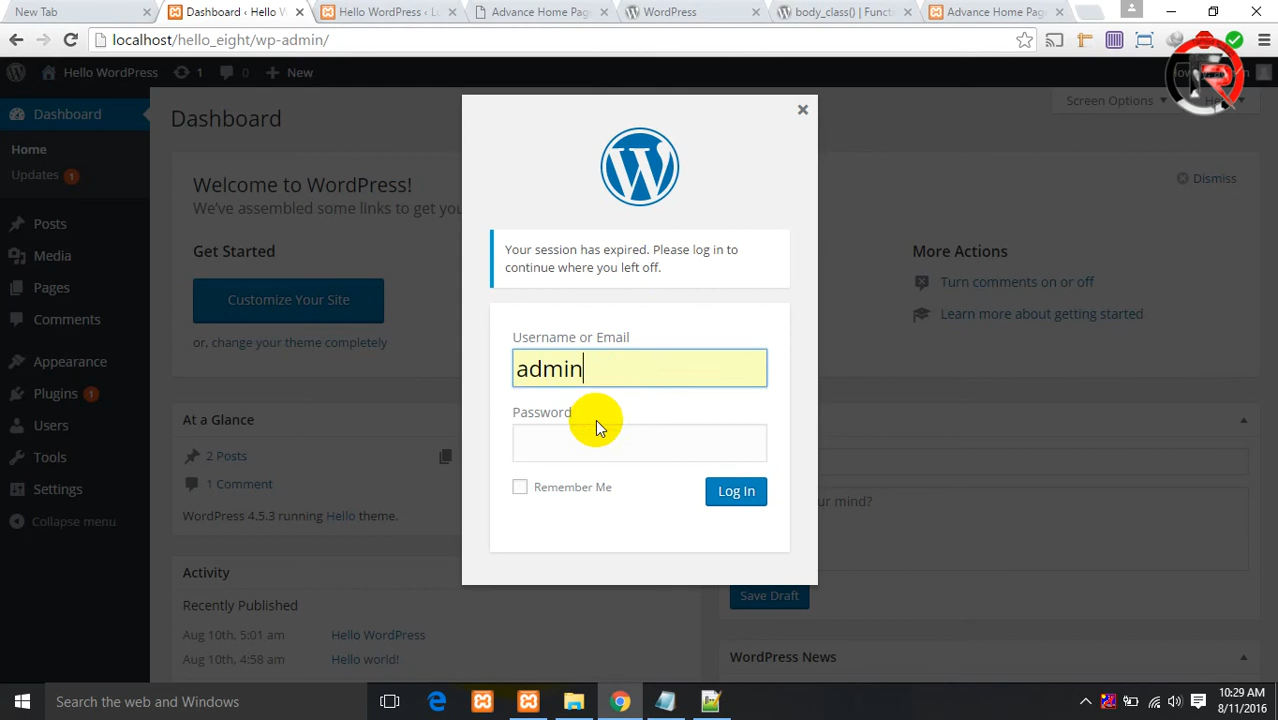 New Tab
Dashboard ‹ Hello W
Hello WordPress ‹ Lo
Advance Home Pag
WordPress
body_class() | Functi
Advance Home Pag
localhost/hello_eight/wp-admin/
Hello WordPress
1
0
New
Dashboard
Home
Updates 1
Posts
Media
Pages
Comments
Appearance
Plugins 1
Users
Tools
Settings
Collapse menu
Dashboard
Screen Options
Welcome to WordPress!
We've assembled some links to get you
Dismiss
Get Started
Customize Your Site
or, change your theme completely
More Actions
Turn comments on or off
Learn more about getting started
At a Glance
2 Posts
1 Comment
WordPress 4.5.3 running Hello theme.
Activity
Recently Published
Aug 10th, 5:01 am
Hello WordPress
Aug 10th, 4:58 am
Hello world!
ur mind?
Save Draft
WordPress News
Your session has expired. Please log in to
continue where you left off.
Username or Email
admin
Password
Remember Me
Log In
Search the web and Windows
10:29 AM
8/11/2016